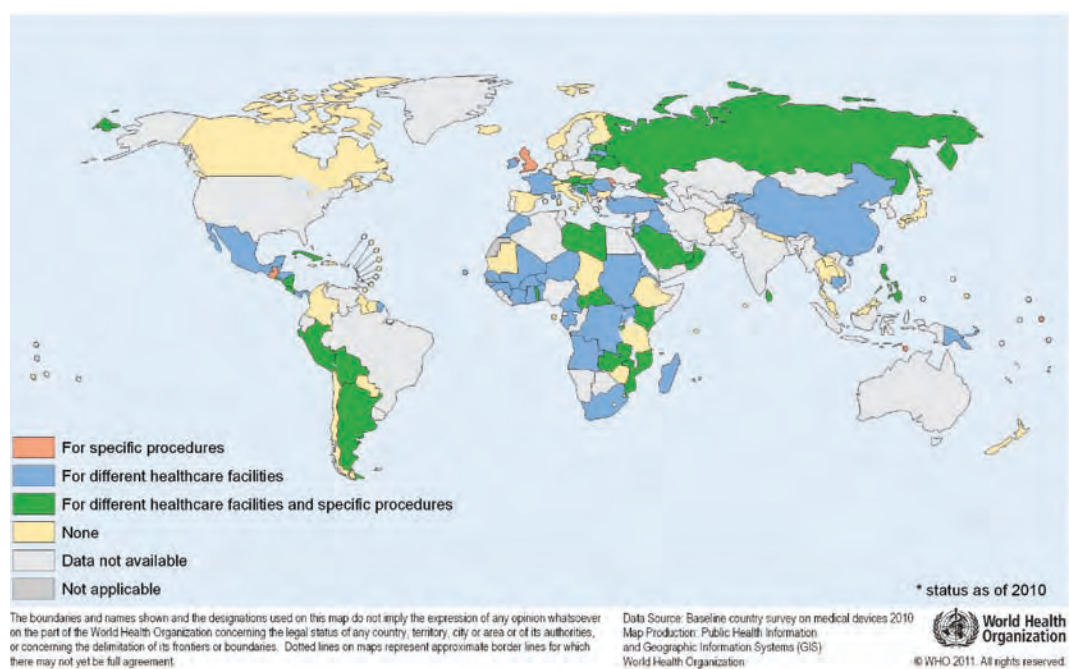 For specific procedures
For different healthcare facilities
For different healthcare facilities and specific procedures
None
Data not available
Not applicable
* status as of 2010
The boundaries and names shown and the designations used on this map do not imply the expression of any opinion whatsoever
on the part of the World Health Organization concerning the legal status of any country, territory, city or area or of its authorities,
or concerning the delimitation of its frontiers or boundaries. Dotted lines on maps represent approximate border lines for which
there may not yet be full agreement.
Data Source: Baseline country survey on medical devices 2010
Map Production: Public Health Information
and Geographic Information Systems (GIS)
World Health Organization
World Health
Organization
© WHO 2011. All rights reserved.